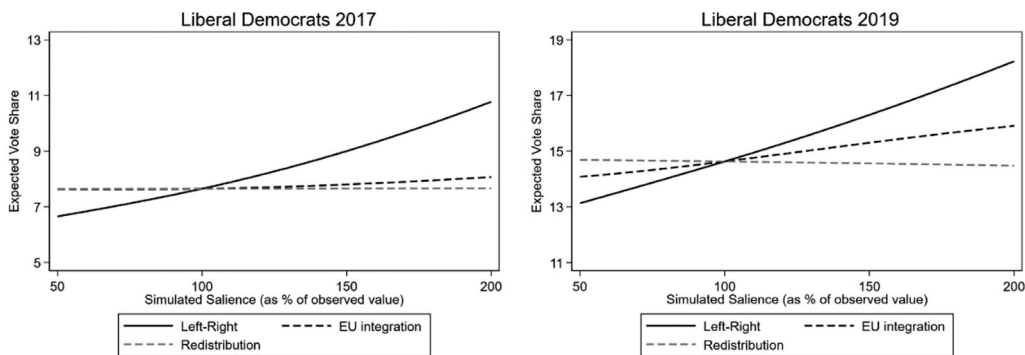 Liberal Democrats 2017
Expected Vote Share
13
11
9
7
5
50 100 150 200
Simulated Salience (as % of observed value)
Left-Right EU integration
Redistribution
Liberal Democrats 2019
Expected Vote Share
19
17
15
13
11
50 100 150 200
Simulated Salience (as % of observed value)
Left-Right EU integration
Redistribution